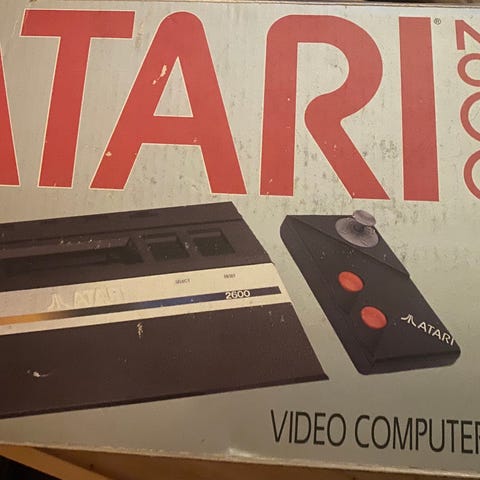 ATARI®
2600
SELECT RESET
ATARI
2600
ATARI
VIDEO COMPUTER